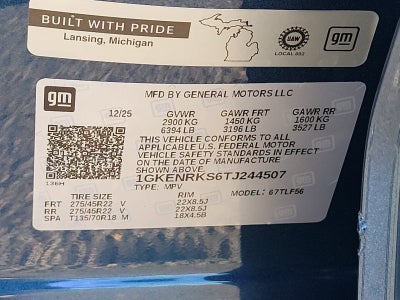 BUILT WITH PRIDE
Lansing, Michigan
UAW
LOCAL 602
gm
gm
MFD BY GENERAL MOTORS LLC
12/25 GVWR GAWR FRT GAWR RR
2900 KG 1450 KG 1600 KG
6394 LB 3196 LB 3527 LB
THIS VEHICLE CONFORMS TO ALL
APPLICABLE U.S. FEDERAL MOTOR
VEHICLE SAFETY STANDARDS IN EFFECT
ON THE DATE OF MANUFACTURE
SHOWN ABOVE.
136H
1GKENRKS6TJ244507
TYPE: MPV MODEL: 67TLF56
TIRE SIZE RIM
FRT 275/45R22 V 22X8.5J
RR 275/45R22 V 22X8.5J
SPA T135/70R18 M 18X4.5B